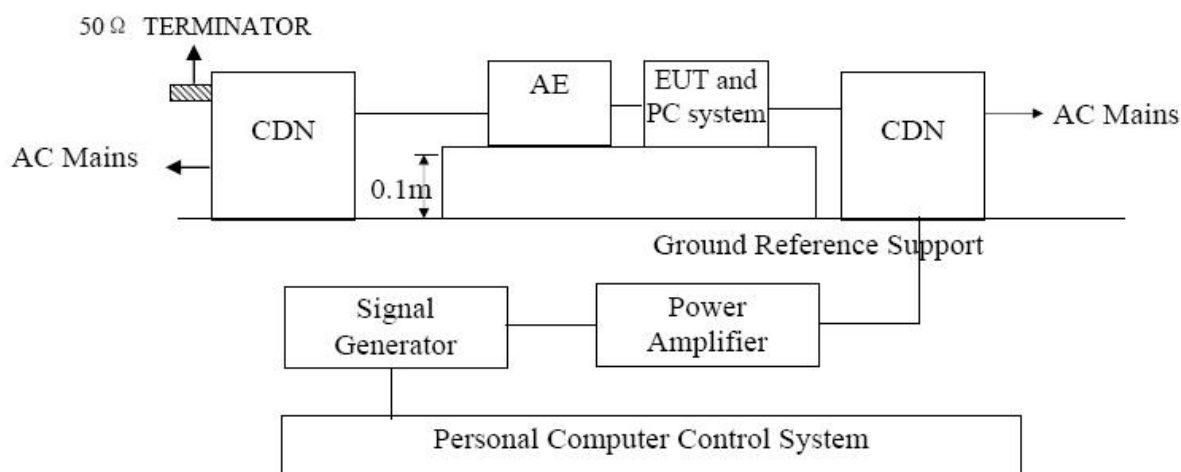 50Ω TERMINATOR
AE
EUT and
PC system
CDN
CDN
AC Mains
AC Mains
0.1m
Ground Reference Support
Signal
Generator
Power
Amplifier
Personal Computer Control System